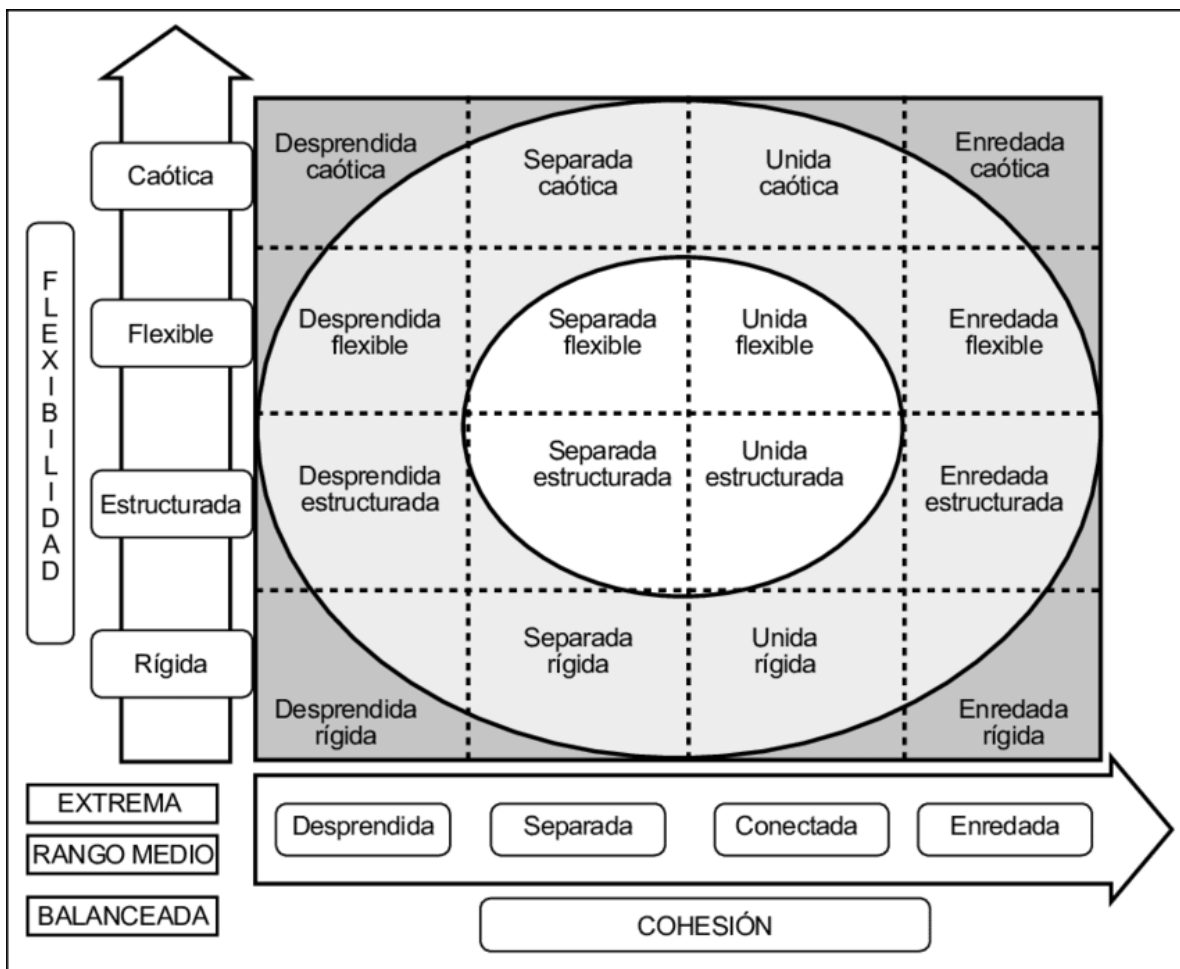 Caótica
Flexible
Estructurada
Rígida
FLEXIBILIDAD
Desprendida
caótica
Separada
caótica
Unida
caótica
Enredada
caótica
Desprendida
flexible
Separada
flexible
Unida
flexible
Enredada
flexible
Desprendida
estructurada
Separada
estructurada
Unida
estructurada
Enredada
estructurada
Desprendida
rígida
Separada
rígida
Unida
rígida
Enredada
rígida
EXTREMA
RANGO MEDIO
BALANCEADA
Desprendida
Separada
Conectada
Enredada
COHESIÓN